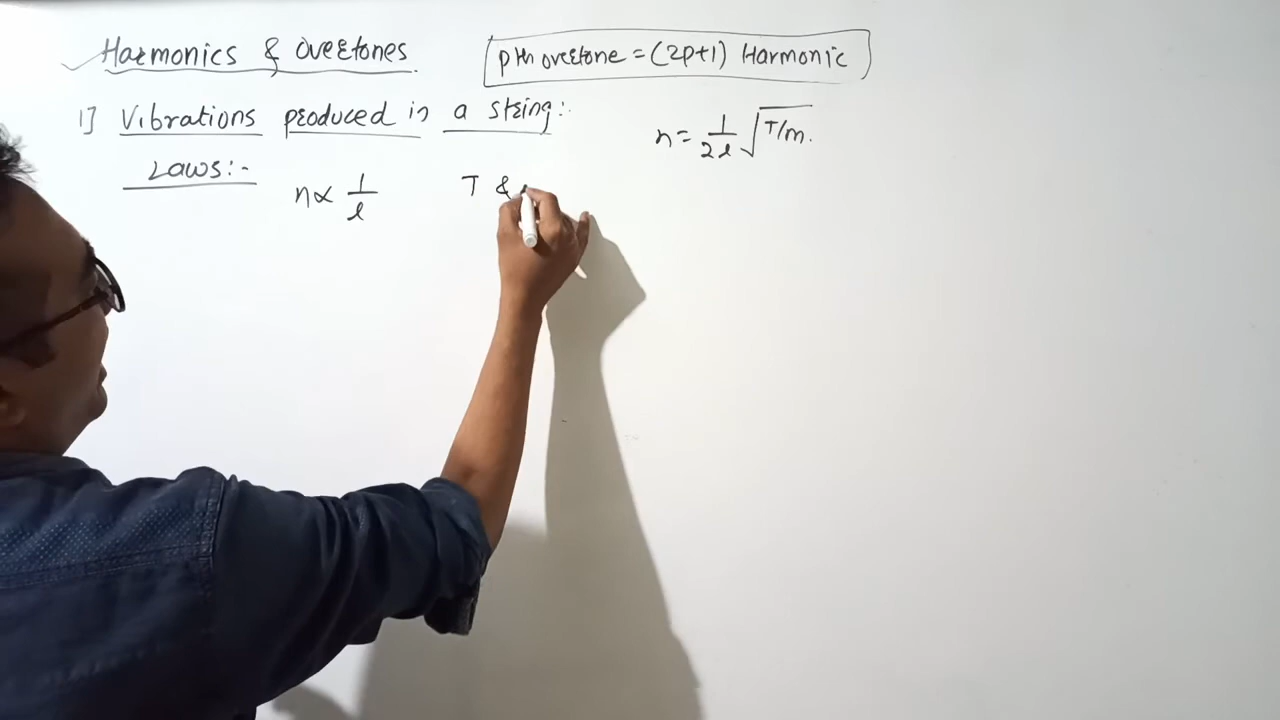 Harmonics & Overtones
pth overtone = (2p+1) Harmonic
1] Vibrations produced in a string:-
n = 1/2l √T/m.
Laws:-
n ∝ 1/l
T &